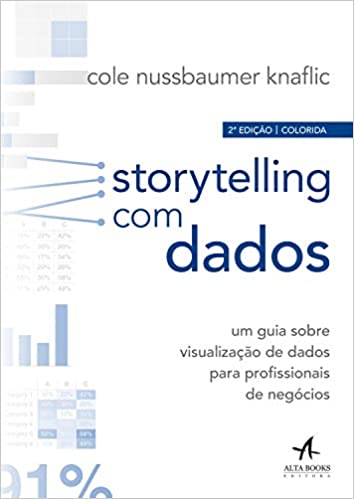 cole nussbaumer knaflic
2ª EDIÇÃO | COLORIDA
storytelling
com
dados
um guia sobre
visualização de dados
para profissionais
de negócios
91%
ALTA BOOKS
EDITORA